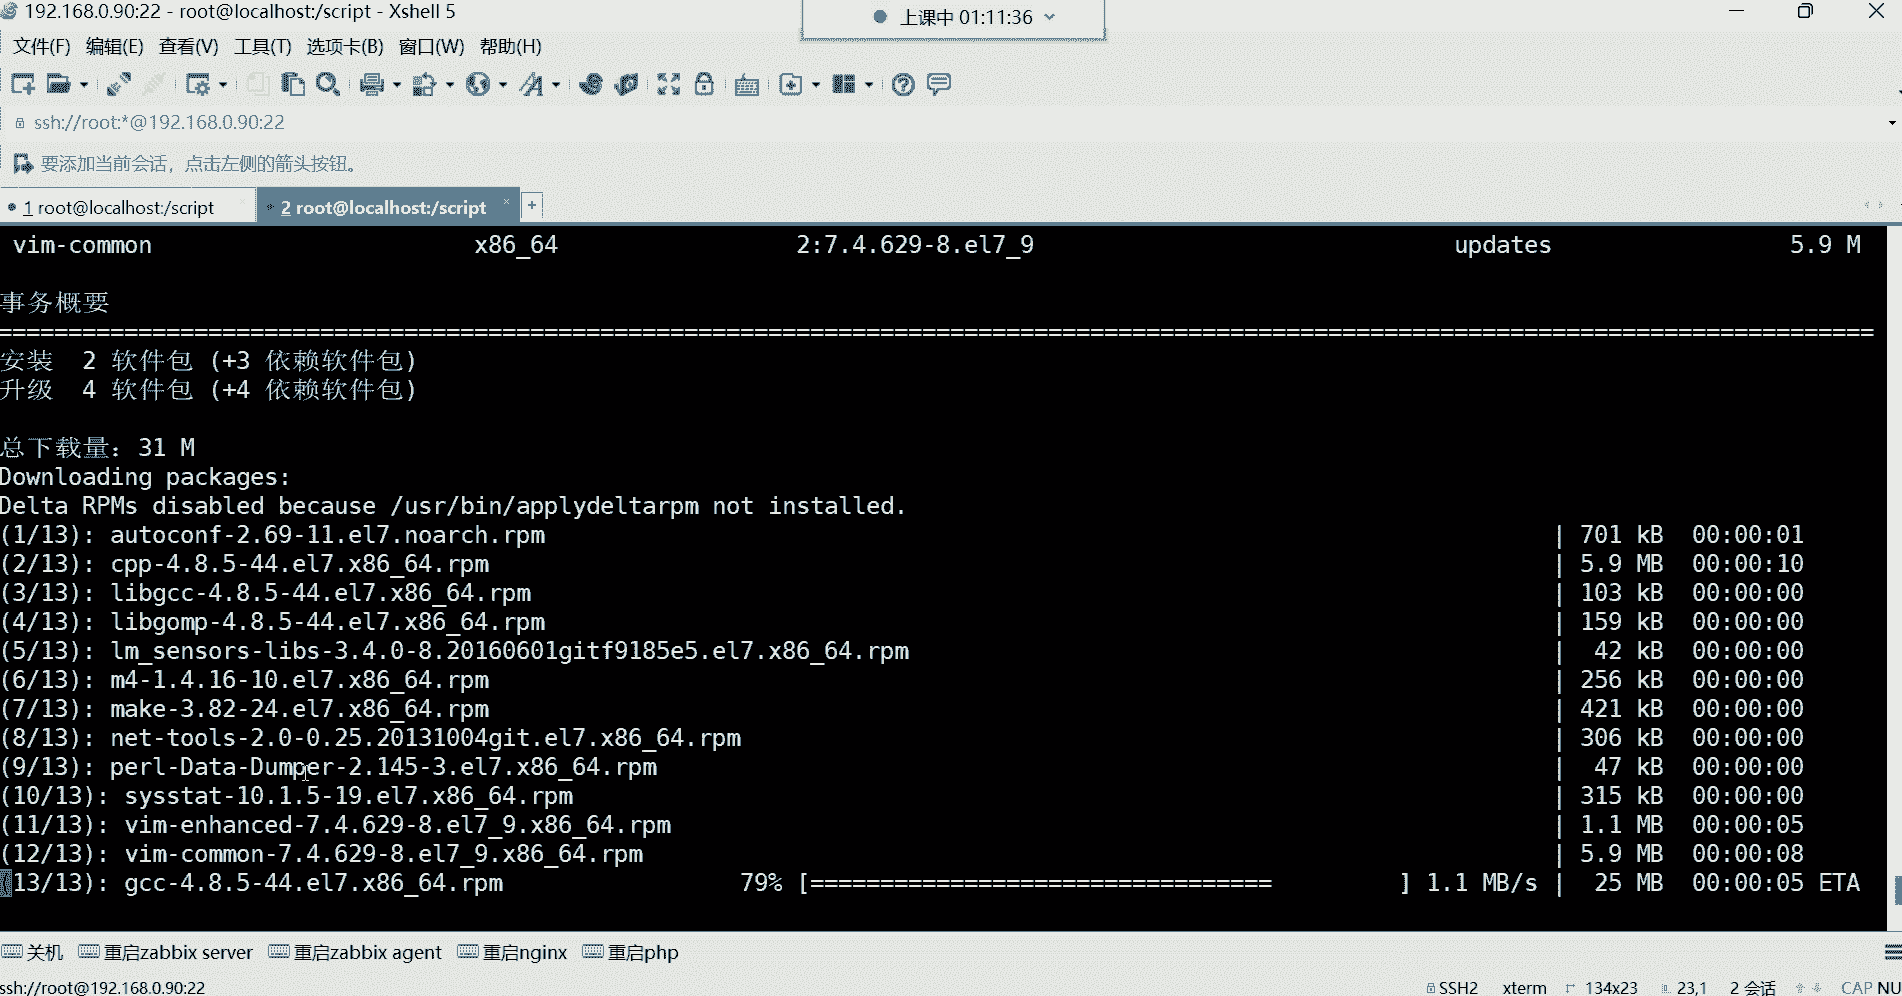 192.168.0.90:22 - root@localhost:/script - Xshell 5
上课中 01:11:36
文件(F) 编辑(E) 查看(V) 工具(T) 选项卡(B) 窗口(W) 帮助(H)
ssh://root:*@192.168.0.90:22
要添加当前会话，点击左侧的箭头按钮。
1 root@localhost:/script × 2 root@localhost:/script × +
vim-common x86_64 2:7.4.629-8.el7_9 updates 5.9 M
事务概要
================================================================================
安装 2 软件包 (+3 依赖软件包)
升级 4 软件包 (+4 依赖软件包)
总下载量：31 M
Downloading packages:
Delta RPMs disabled because /usr/bin/applydeltarpm not installed.
(1/13): autoconf-2.69-11.el7.noarch.rpm | 701 kB 00:00:01
(2/13): cpp-4.8.5-44.el7.x86_64.rpm | 5.9 MB 00:00:10
(3/13): libgcc-4.8.5-44.el7.x86_64.rpm | 103 kB 00:00:00
(4/13): libgomp-4.8.5-44.el7.x86_64.rpm | 159 kB 00:00:00
(5/13): lm_sensors-libs-3.4.0-8.20160601gitf9185e5.el7.x86_64.rpm | 42 kB 00:00:00
(6/13): m4-1.4.16-10.el7.x86_64.rpm | 256 kB 00:00:00
(7/13): make-3.82-24.el7.x86_64.rpm | 421 kB 00:00:00
(8/13): net-tools-2.0-0.25.20131004git.el7.x86_64.rpm | 306 kB 00:00:00
(9/13): perl-Data-Dumper-2.145-3.el7.x86_64.rpm | 47 kB 00:00:00
(10/13): sysstat-10.1.5-19.el7.x86_64.rpm | 315 kB 00:00:00
(11/13): vim-enhanced-7.4.629-8.el7_9.x86_64.rpm | 1.1 MB 00:00:05
(12/13): vim-common-7.4.629-8.el7_9.x86_64.rpm | 5.9 MB 00:00:08
(13/13): gcc-4.8.5-44.el7.x86_64.rpm 79% [================================= ] 1.1 MB/s | 25 MB 00:00:05 ETA
关机 重启zabbix server 重启zabbix agent 重启nginx 重启php
ssh://root@192.168.0.90:22 SSH2 xterm 134x23 23,1 2 会话 CAP NU